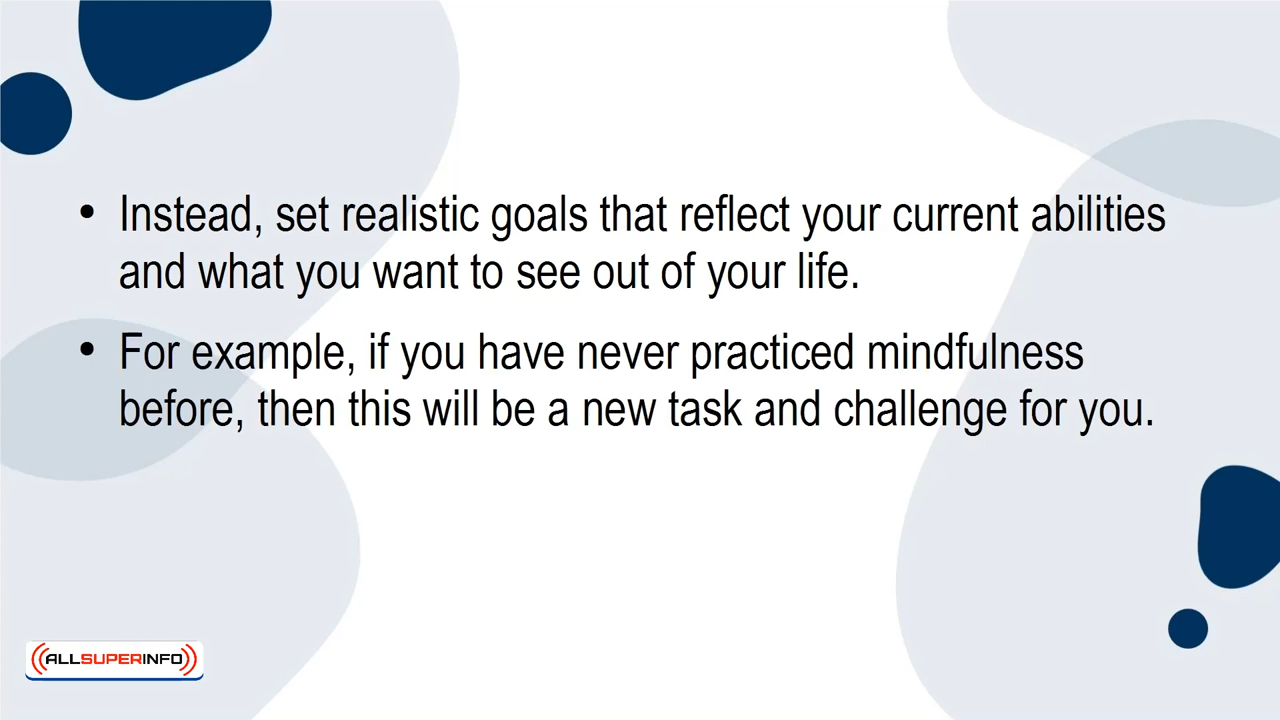 • Instead, set realistic goals that reflect your current abilities
and what you want to see out of your life.
• For example, if you have never practiced mindfulness
before, then this will be a new task and challenge for you.
ALLSUPERINFO